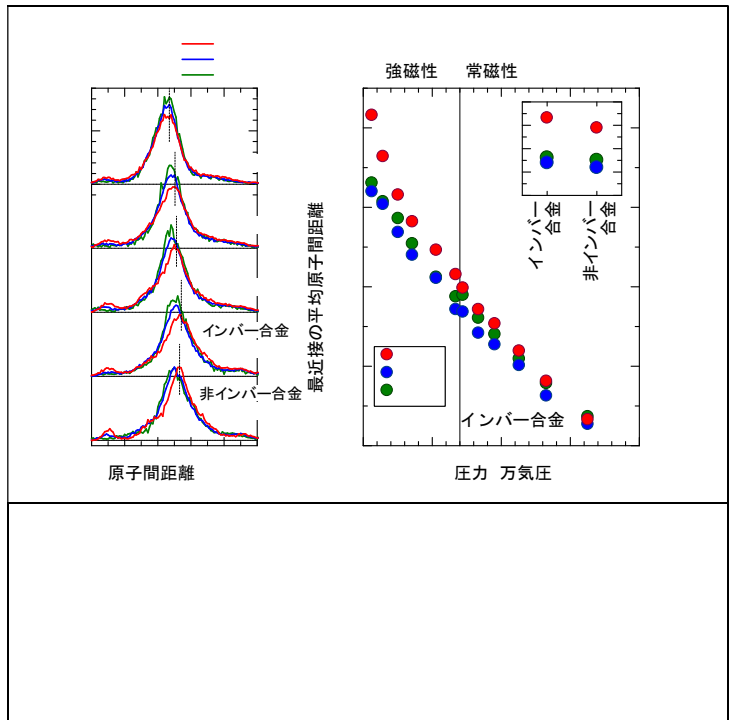 強磁性 常磁性
インバー
合金
非インバー
合金
最近接の平均原子間距離
インバー合金
非インバー合金
インバー合金
原子間距離
圧力 万気圧